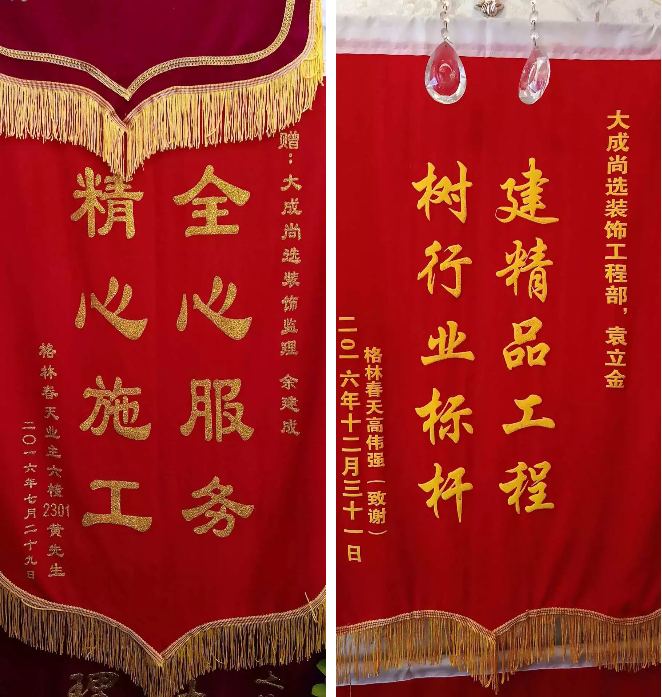 赠：大成尚选装饰监理 余建成
全心服务
精心施工
格林春天业主六橦2301黄先生
二〇一六年七月二十九日
大成尚选装饰工程部，袁立金
建精品工程
树行业标杆
格林春天高伟强（致谢）
二〇一六年十二月三十一日